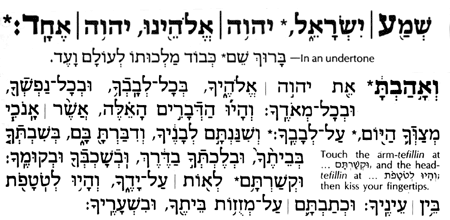 שְׁמַע | יִשְׂרָאֵל,* יהוה | אֱלֹהֵינוּ, יהוה | אֶחָד:*
In an undertone— בָּרוּךְ שֵׁם* כְּבוֹד מַלְכוּתוֹ לְעוֹלָם וָעֶד.
וְאָהַבְתָּ* אֵת יהוה | אֱלֹהֶיךָ, בְּכָל־לְבָבְךָ, וּבְכָל־נַפְשְׁךָ,
וּבְכָל־מְאֹדֶךָ: וְהָיוּ הַדְּבָרִים הָאֵלֶּה, אֲשֶׁר | אָנֹכִי
מְצַוְּךָ הַיּוֹם,* עַל־לְבָבֶךָ:* וְשִׁנַּנְתָּם לְבָנֶיךָ, וְדִבַּרְתָּ בָּם, בְּשִׁבְתְּךָ
בְּבֵיתֶךָ, וּבְלֶכְתְּךָ בַדֶּרֶךְ, וּבְשָׁכְבְּךָ וּבְקוּמֶךָ:
וּקְשַׁרְתָּם* לְאוֹת | עַל־יָדֶךָ, וְהָיוּ לְטֹטָפֹת
בֵּין | עֵינֶיךָ: וּכְתַבְתָּם | עַל־מְזֻזוֹת בֵּיתֶךָ, וּבִשְׁעָרֶיךָ:
Touch the arm-tefillin at
... וּקְשַׁרְתָּם, and the head-
tefillin at ... וְהָיוּ לְטֹטָפֹת;
then kiss your fingertips.